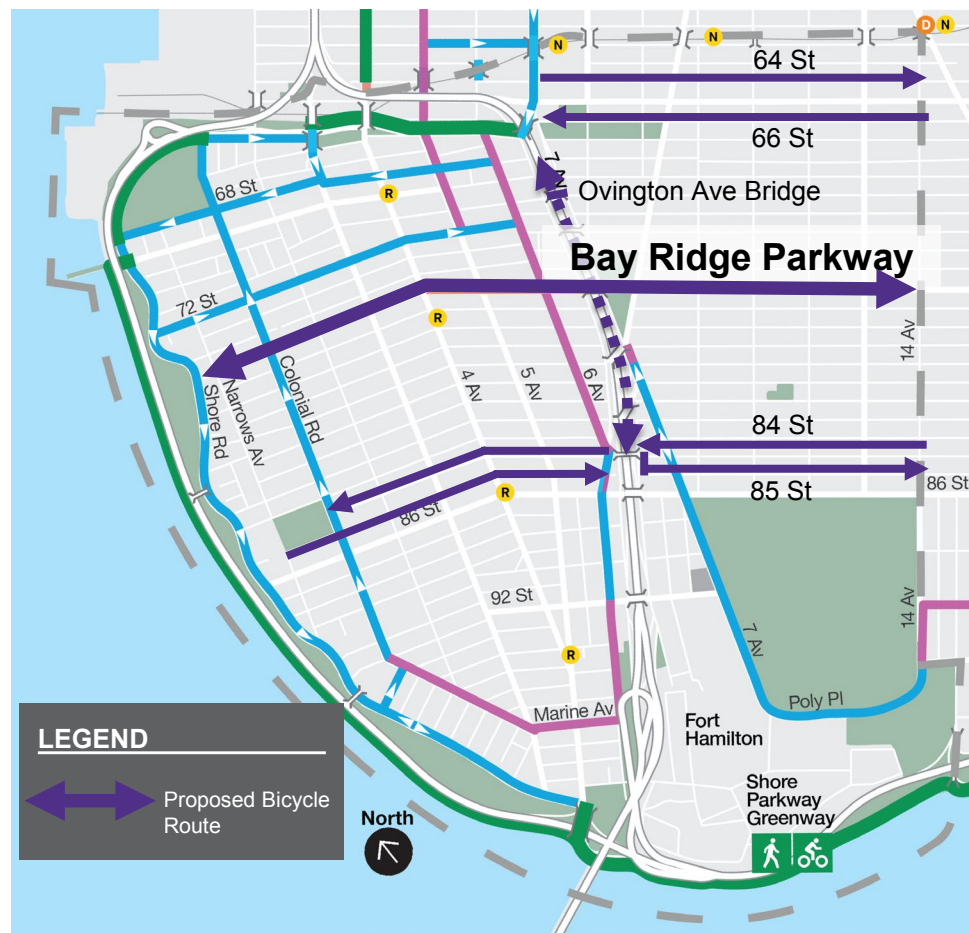 D
N
N
N
64 St
66 St
7 Av
Ovington Ave Bridge
68 St
R
Bay Ridge Parkway
72 St
R
14 Av
Shore Rd
Narrows Av
Colonial Rd
4 Av
5 Av
6 Av
84 St
85 St
86 St
86 St
R
92 St
R
7 Av
14 Av
Poly Pl
Marine Av
Fort
Hamilton
Shore
Parkway
Greenway
LEGEND
Proposed Bicycle
Route
North